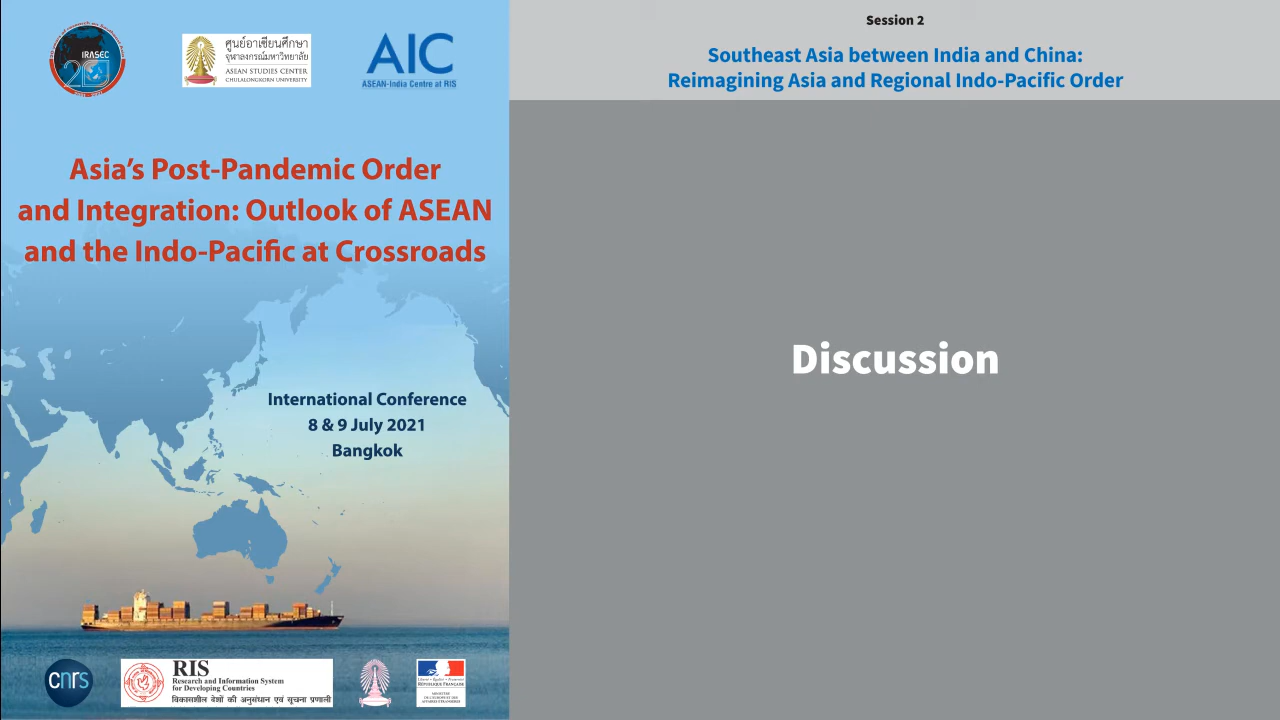 IRASEC
20
ศูนย์อาเซียนศึกษา
จุฬาลงกรณ์มหาวิทยาลัย
ASEAN STUDIES CENTER
CHULALONGKORN UNIVERSITY
AIC
ASEAN-India Centre at RIS
Asia's Post-Pandemic Order
and Integration: Outlook of ASEAN
and the Indo-Pacific at Crossroads
International Conference
8 & 9 July 2021
Bangkok
cnrs
RIS
Research and Information System
for Developing Countries
विकासशील देशों की अनुसंधान एवं सूचना प्रणाली
RÉPUBLIQUE FRANÇAISE
Session 2
Southeast Asia between India and China:
Reimagining Asia and Regional Indo-Pacific Order
Discussion